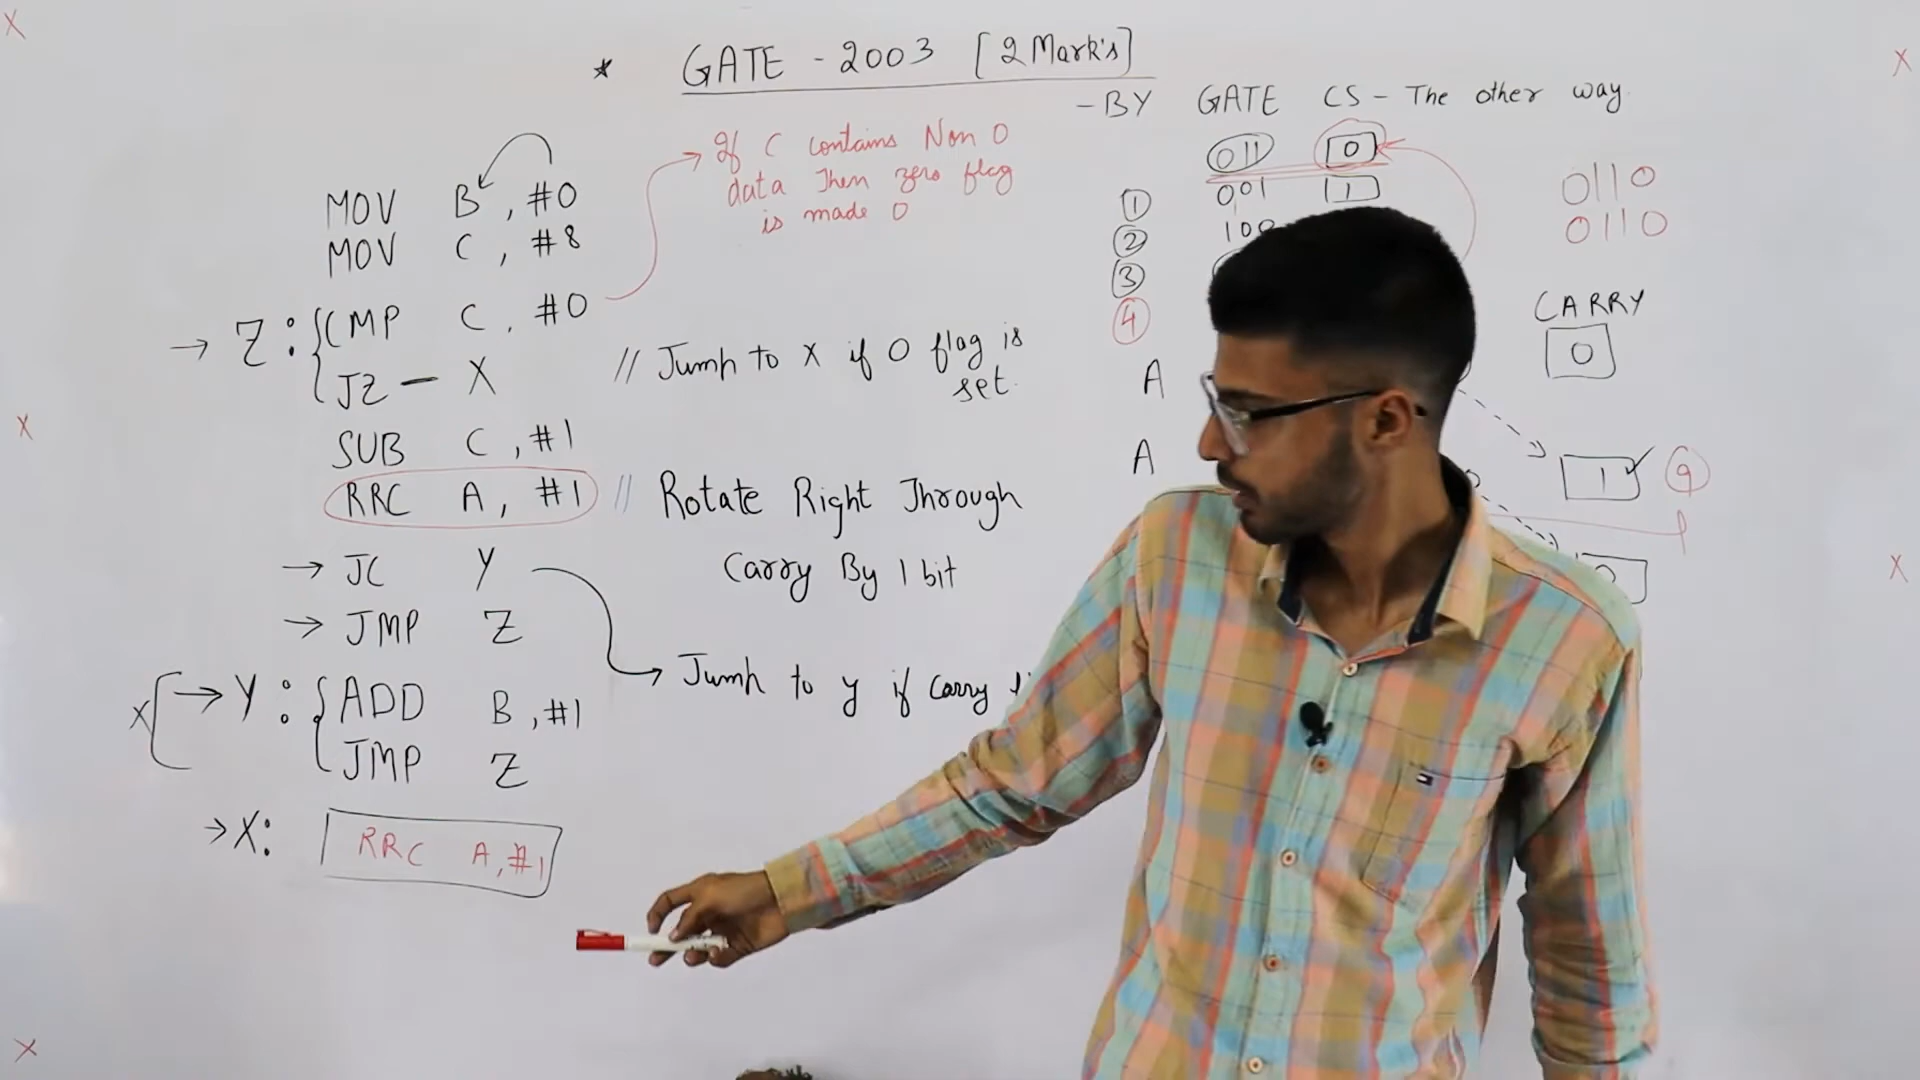 * GATE - 2003 [2 Mark's]
-BY GATE CS - The other way
MOV B, #0
MOV C, #8
→ Z: CMP C, #0
JZ - X
SUB C, #1
RRC A, #1
→ JC Y
→ JMP Z
X → Y: ADD B, #1
JMP Z
→ X: RRC A, #1
If C contains Non 0
data Then zero flag
is made 0
// Jump to X if 0 flag is
set.
// Rotate Right Through
Carry By 1 bit
Jump to y if carry
011 0
1 001 1
2 100
3
4
A
A
0110
0110
CARRY
0
1
X
X
X
X
X